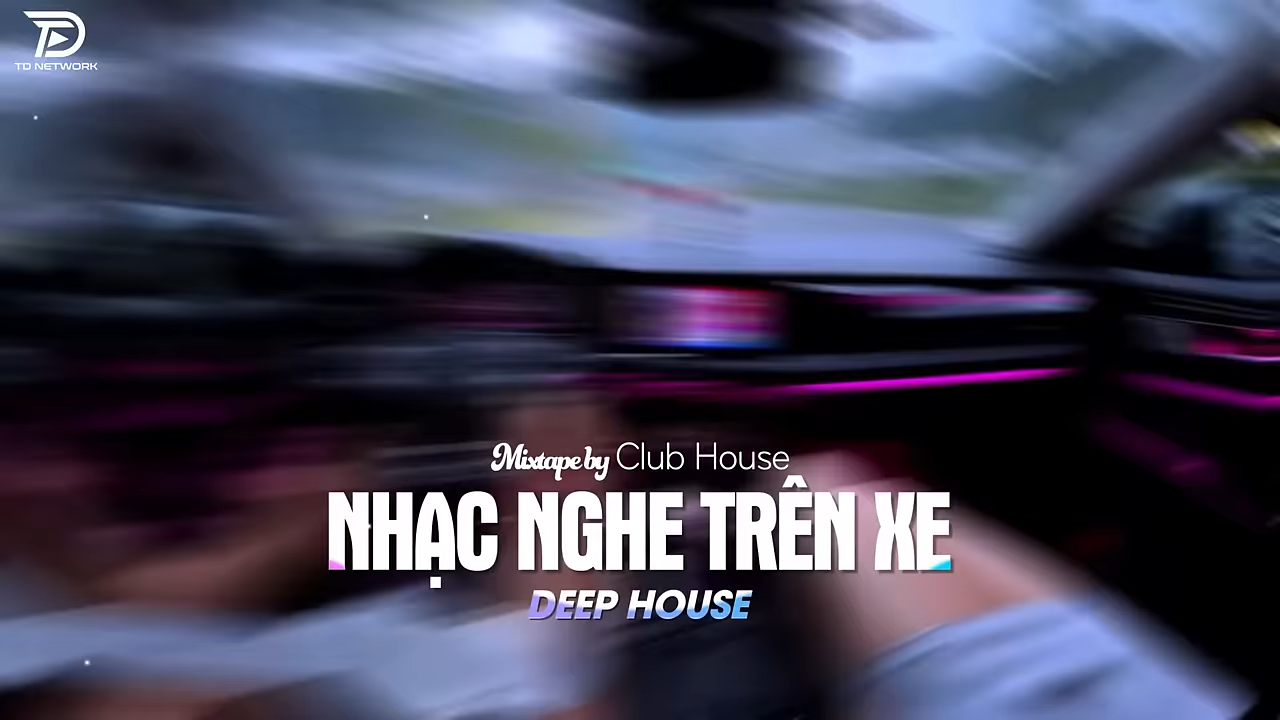 TD NETWORK
Mixtape by Club House
NHẠC NGHE TRÊN XE
DEEP HOUSE